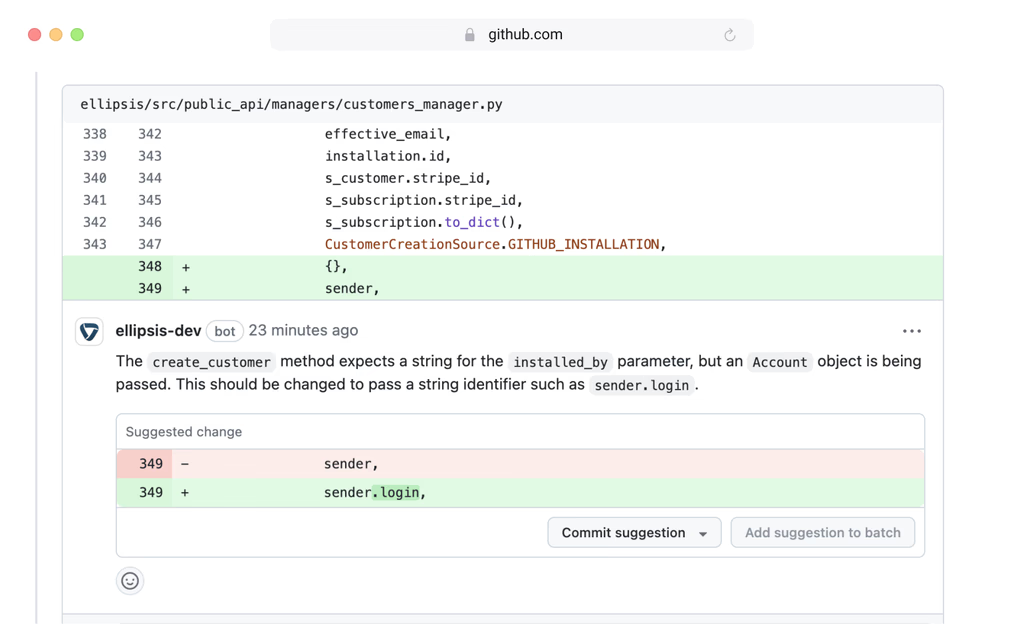 github.com
ellipsis/src/public_api/managers/customers_manager.py
338 342 effective_email,
339 343 installation.id,
340 344 s_customer.stripe_id,
341 345 s_subscription.stripe_id,
342 346 s_subscription.to_dict(),
343 347 CustomerCreationSource.GITHUB_INSTALLATION,
348 + {},
349 + sender,
ellipsis-dev bot 23 minutes ago
The create_customer method expects a string for the installed_by parameter, but an Account object is being
passed. This should be changed to pass a string identifier such as sender.login.
Suggested change
349 − sender,
349 + sender.login,
Commit suggestion Add suggestion to batch